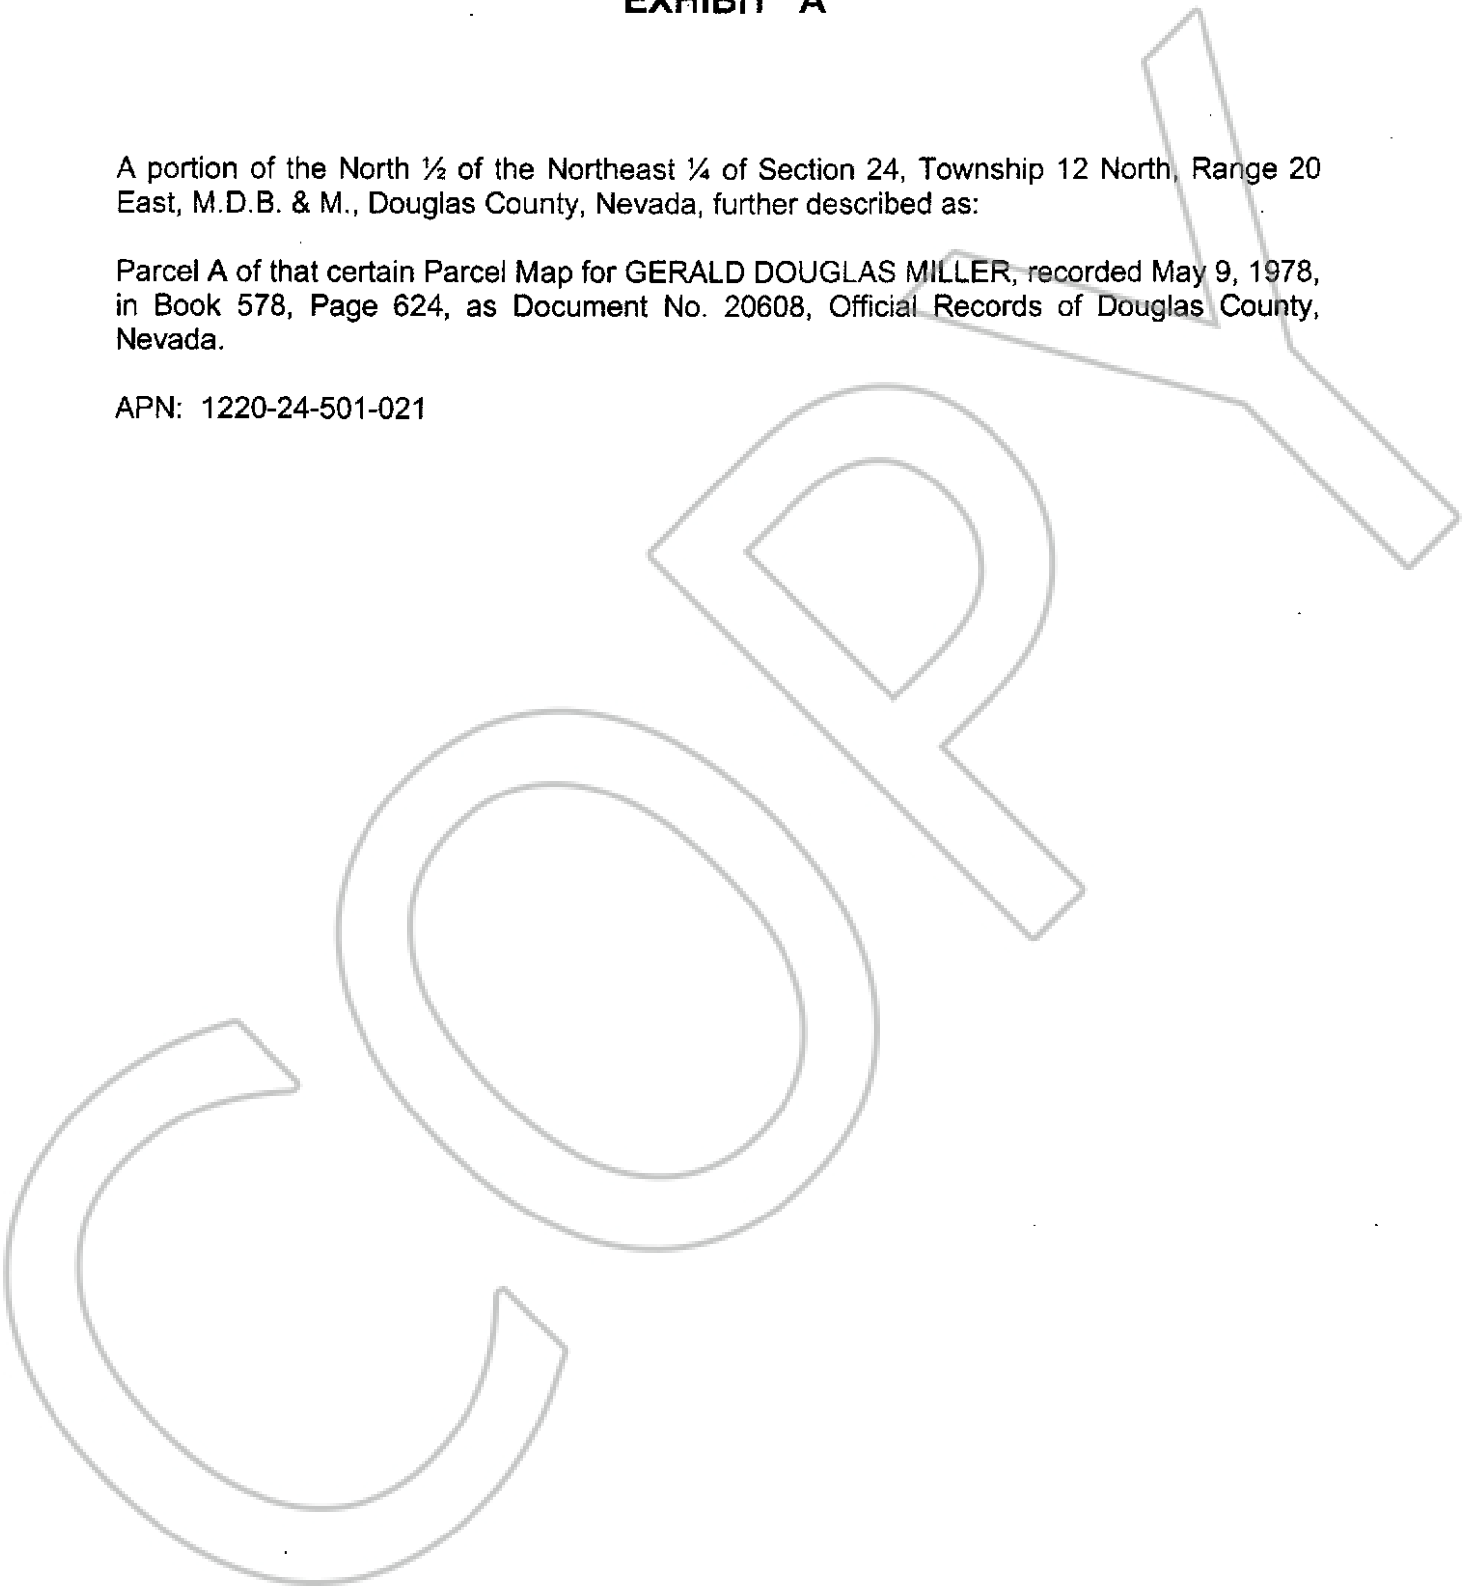 EXHIBIT A
A portion of the North ½ of the Northeast ¼ of Section 24, Township 12 North, Range 20
East, M.D.B. & M., Douglas County, Nevada, further described as:
Parcel A of that certain Parcel Map for GERALD DOUGLAS MILLER, recorded May 9, 1978,
in Book 578, Page 624, as Document No. 20608, Official Records of Douglas County,
Nevada.
APN: 1220-24-501-021
COPY